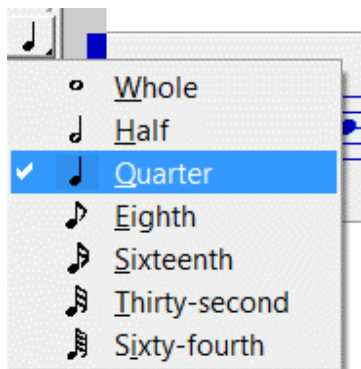 Whole
Half
Quarter
Eighth
Sixteenth
Thirty-second
Sixty-fourth